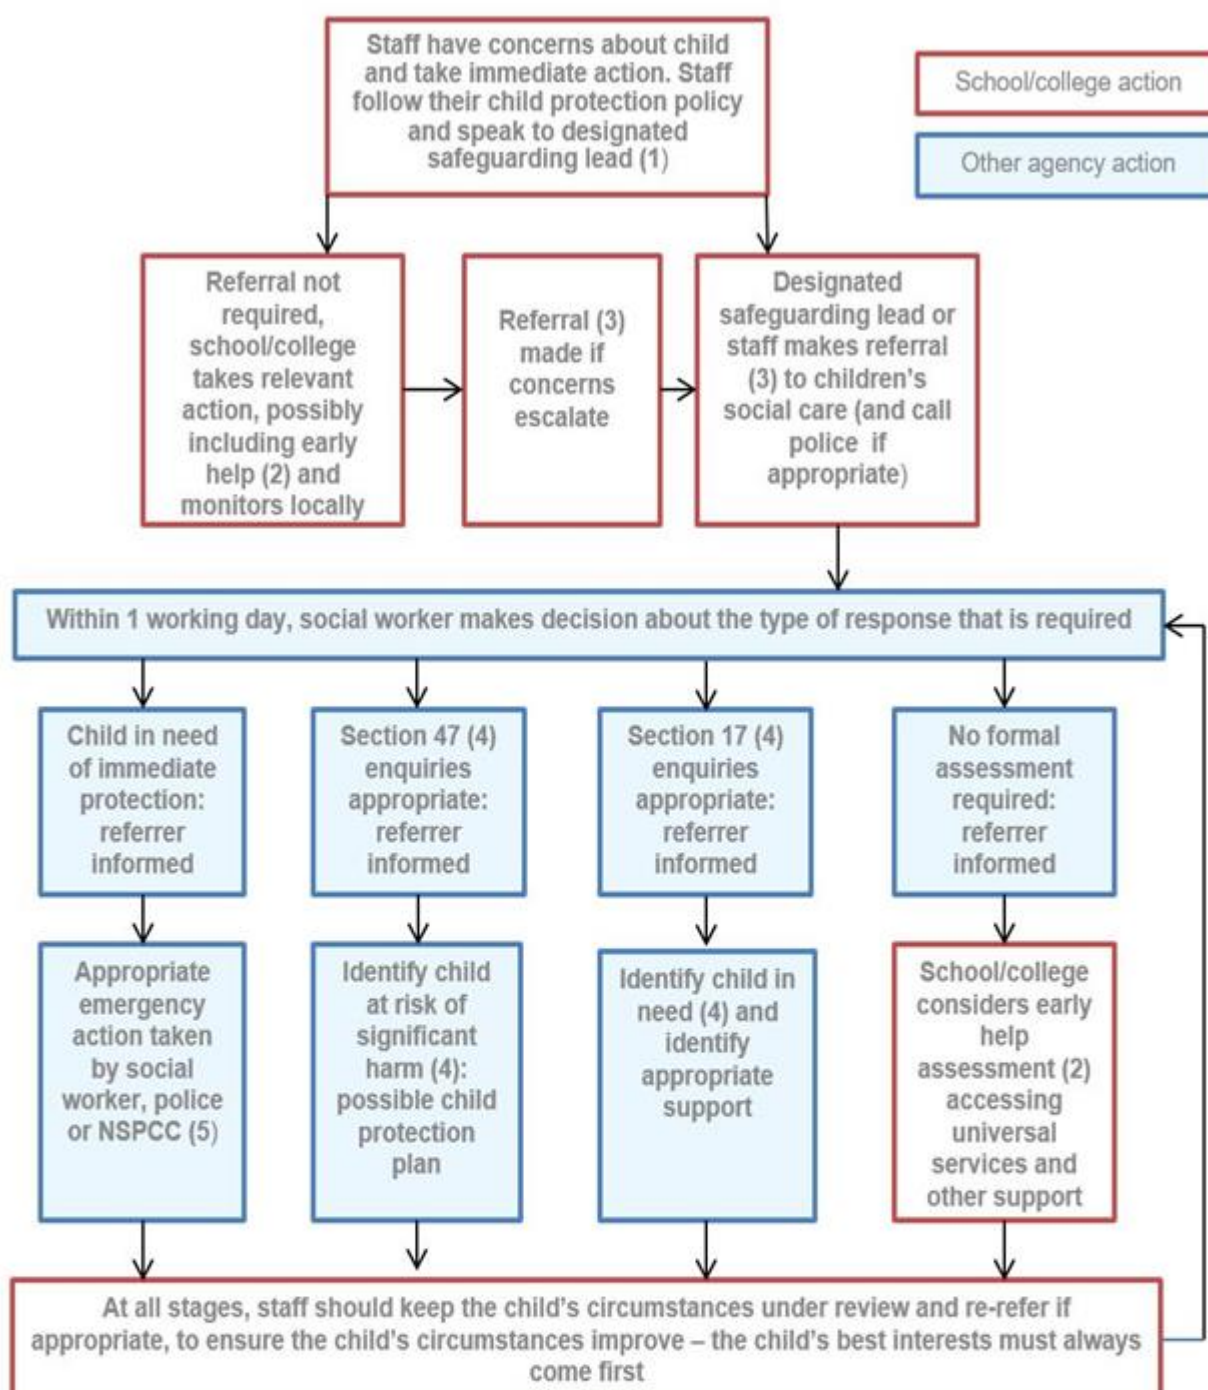 Staff have concerns about child
and take immediate action. Staff
follow their child protection policy
and speak to designated
safeguarding lead (1)
School/college action
Other agency action
Referral not
required,
school/college
takes relevant
action, possibly
including early
help (2) and
monitors locally
Referral (3)
made if
concerns
escalate
Designated
safeguarding lead or
staff makes referral
(3) to children’s
social care (and call
police if
appropriate)
Within 1 working day, social worker makes decision about the type of response that is required
Child in need
of immediate
protection:
referrer
informed
Section 47 (4)
enquiries
appropriate:
referrer
informed
Section 17 (4)
enquiries
appropriate:
referrer
informed
No formal
assessment
required:
referrer
informed
Appropriate
emergency
action taken
by social
worker, police
or NSPCC (5)
Identify child
at risk of
significant
harm (4):
possible child
protection
plan
Identify child in
need (4) and
identify
appropriate
support
School/college
considers early
help
assessment (2)
accessing
universal
services and
other support
At all stages, staff should keep the child’s circumstances under review and re-refer if
appropriate, to ensure the child’s circumstances improve – the child’s best interests must always
come first